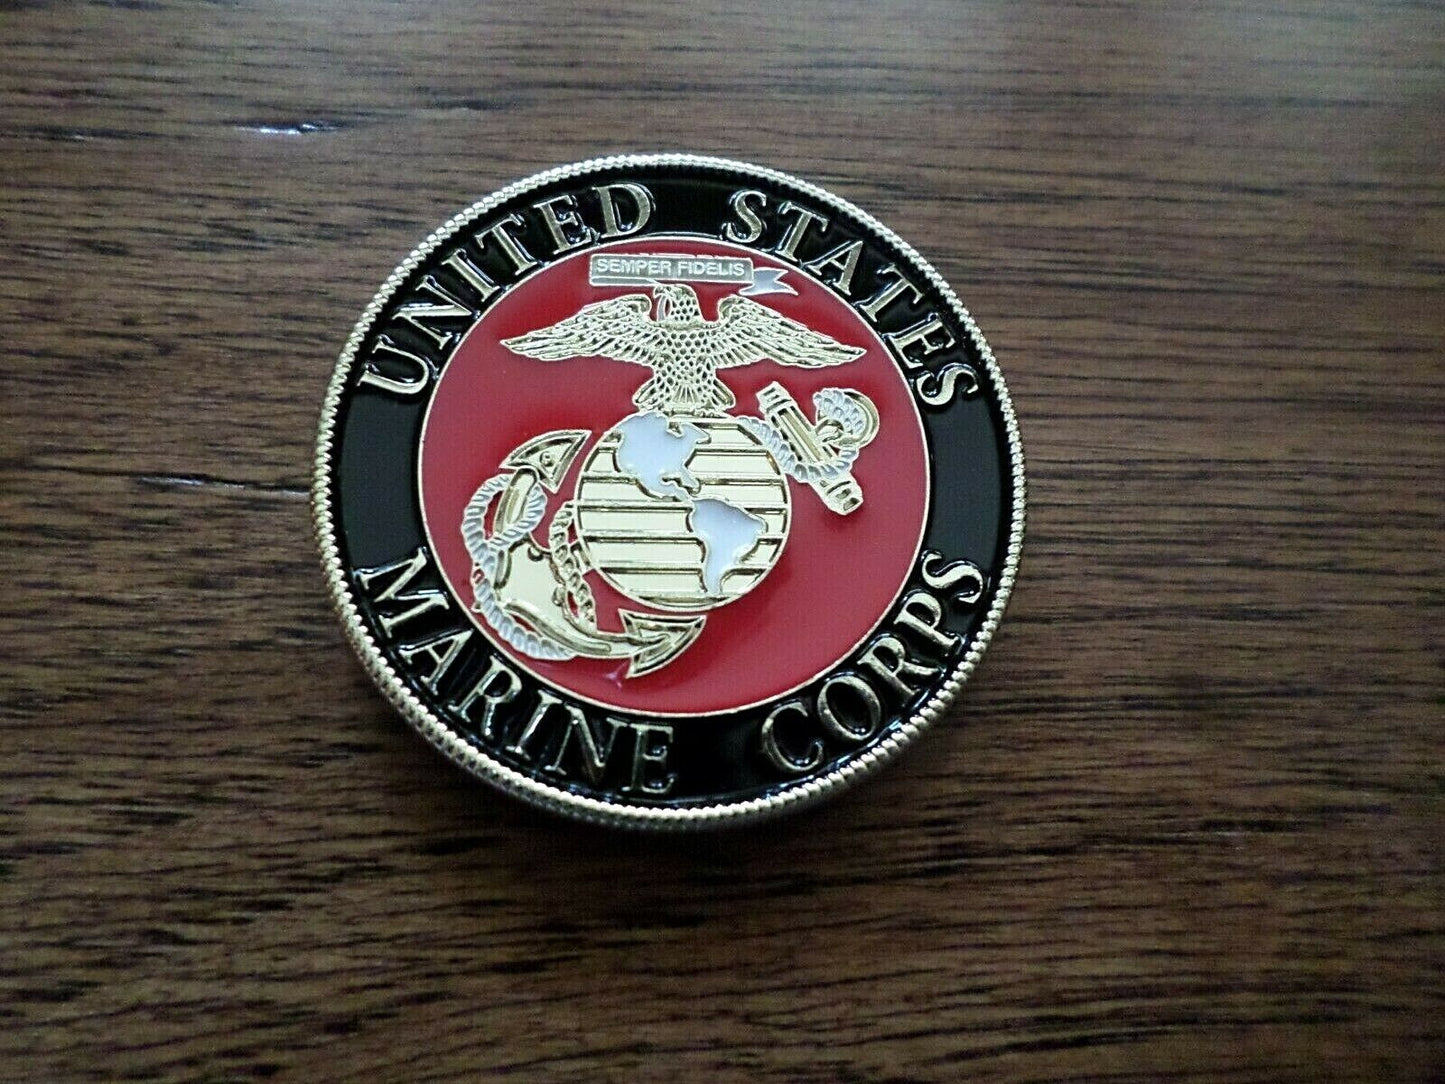 UNITED STATES
SEMPER FIDELIS
MARINE CORPS